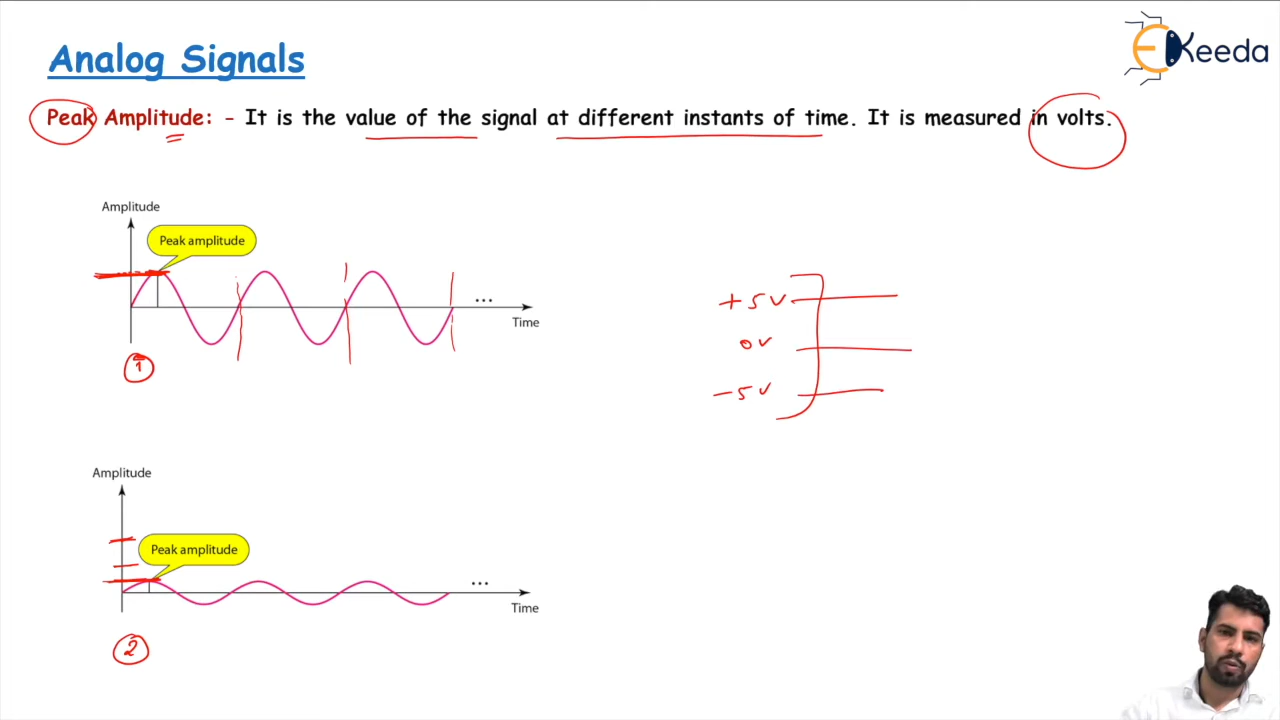 Analog Signals
EKeeda
Peak Amplitude: - It is the value of the signal at different instants of time. It is measured in volts.
Amplitude
Peak amplitude
...
Time
1
+5V
0V
-5V
Amplitude
Peak amplitude
...
Time
2